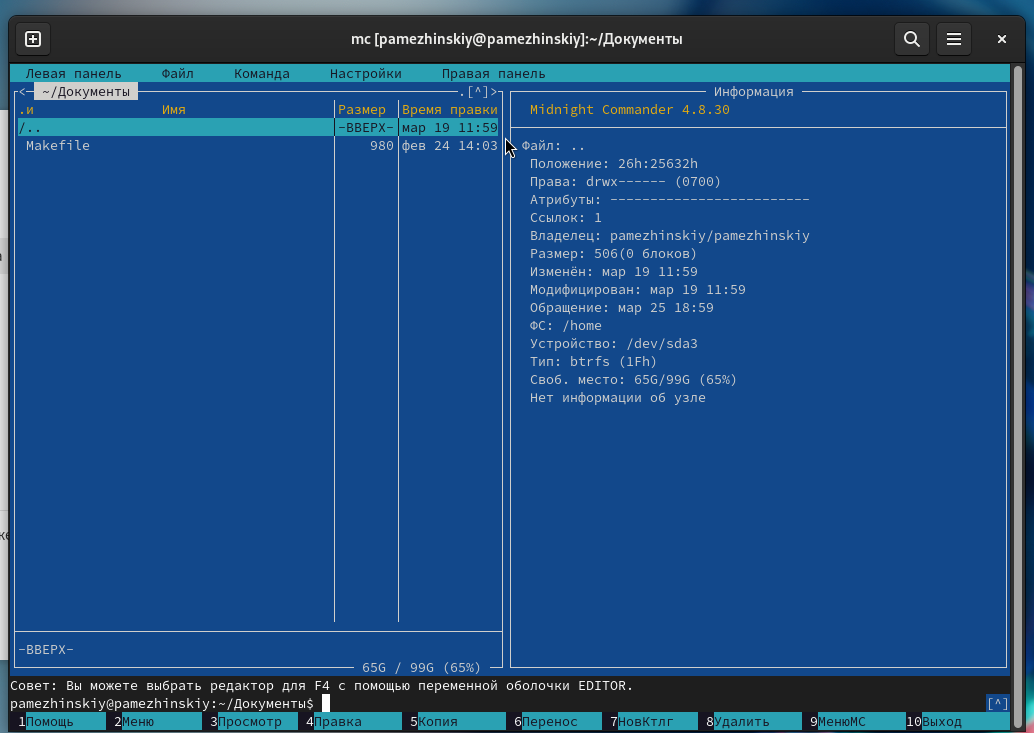 mc [pamezhinskiy@pamezhinskiy]:~/Документы
Левая панель Файл Команда Настройки Правая панель
<─ ~/Документы .[^]>
.и Имя Размер Время правки
/.. -ВВЕРХ- мар 19 11:59
Makefile 980 фев 24 14:03
-ВВЕРХ-
65G / 99G (65%)
Информация
Midnight Commander 4.8.30
Файл: ..
Положение: 26h:25632h
Права: drwx------ (0700)
Атрибуты: -------------------------
Ссылок: 1
Владелец: pamezhinskiy/pamezhinskiy
Размер: 506(0 блоков)
Изменён: мар 19 11:59
Модифицирован: мар 19 11:59
Обращение: мар 25 18:59
ФС: /home
Устройство: /dev/sda3
Тип: btrfs (1Fh)
Своб. место: 65G/99G (65%)
Нет информации об узле
Совет: Вы можете выбрать редактор для F4 с помощью переменной оболочки EDITOR.
pamezhinskiy@pamezhinskiy:~/Документы$ [^]
1Помощь 2Меню 3Просмотр 4Правка 5Копия 6Перенос 7НовКтлг 8Удалить 9МенюMC 10Выход